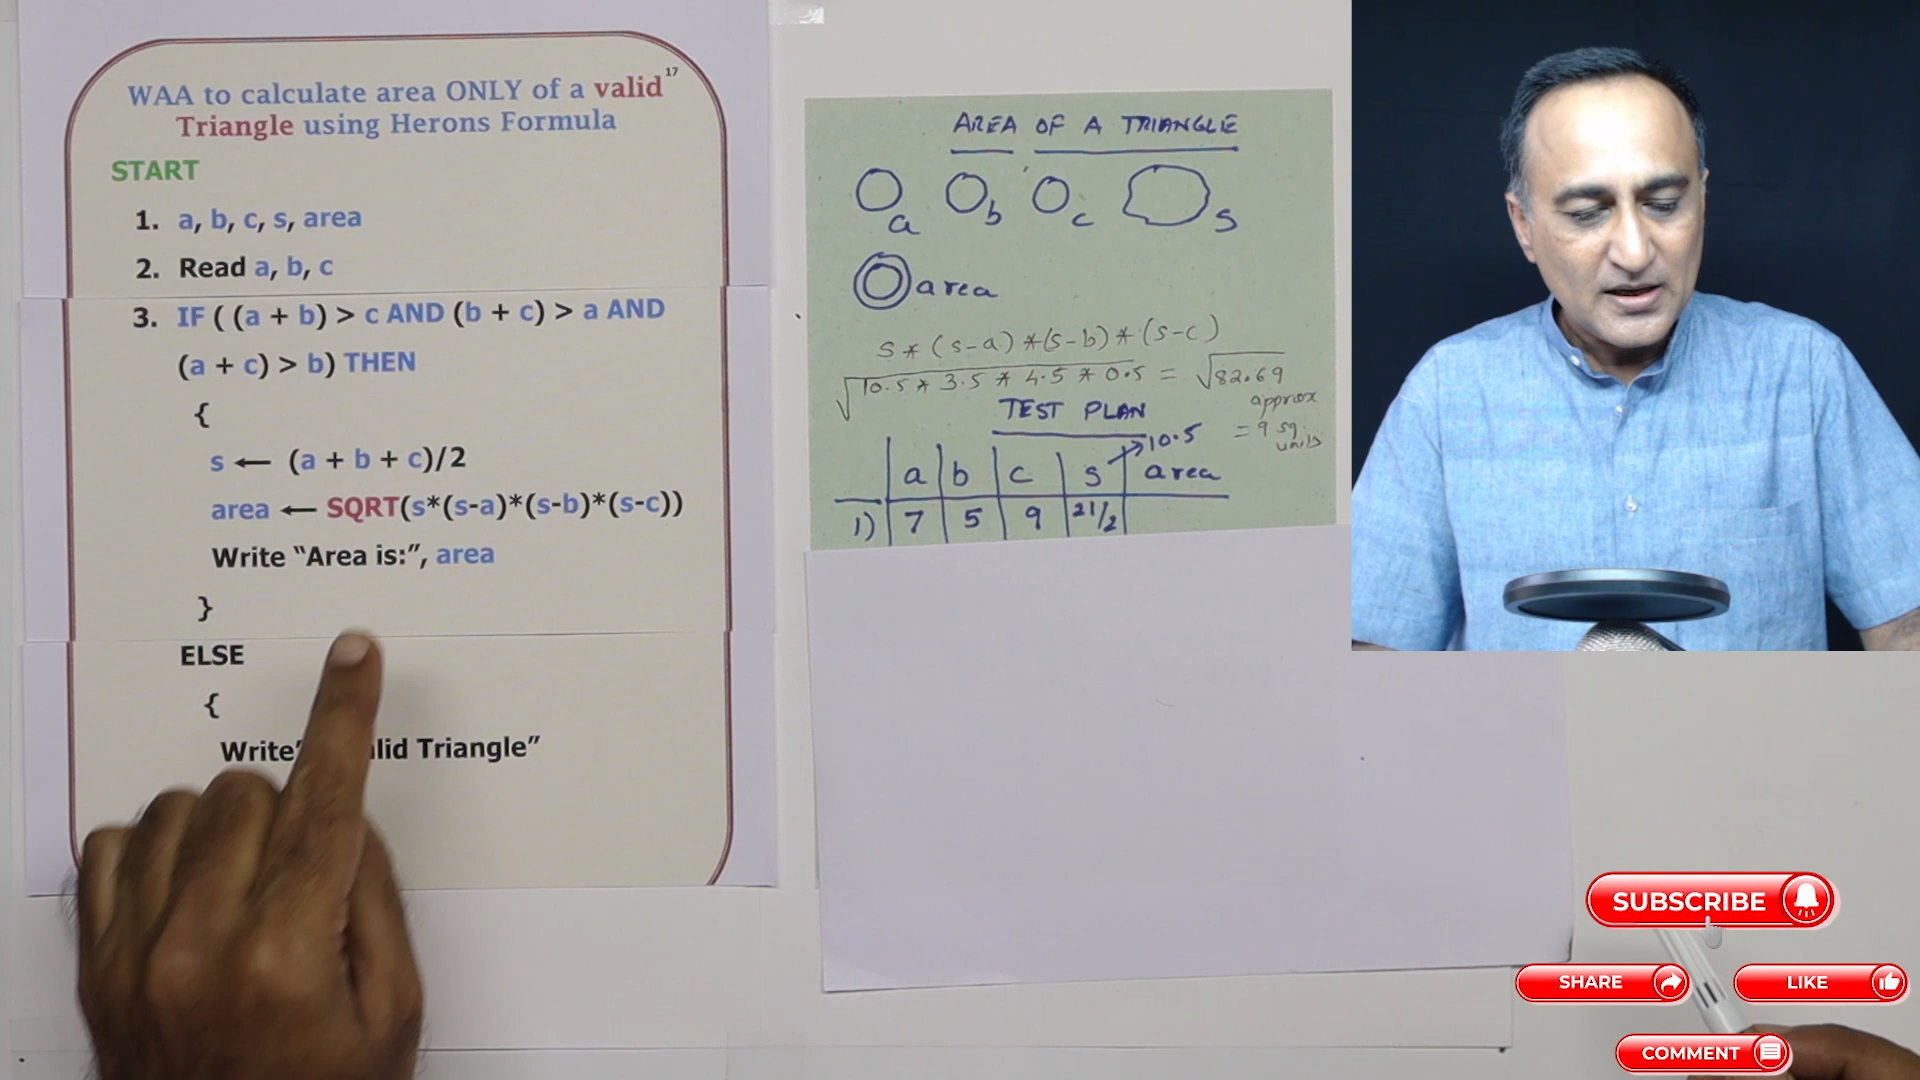 WAA to calculate area ONLY of a valid 17
Triangle using Herons Formula
START
1. a, b, c, s, area
2. Read a, b, c
3. IF ( (a + b) > c AND (b + c) > a AND
(a + c) > b) THEN
{
s ← (a + b + c)/2
area ← SQRT(s*(s-a)*(s-b)*(s-c))
Write “Area is:”, area
}
ELSE
{
Write” Triangle”
AREA OF A TRIANGLE
a b c s
area
s * (s-a) * (s-b) * (s-c)
√10.5 * 3.5 * 4.5 * 0.5 = √82.69
approx
= 9 sq.
units
TEST PLAN
→10.5
a b c s area
1) 7 5 9 21/2
SUBSCRIBE
SHARE
LIKE
COMMENT